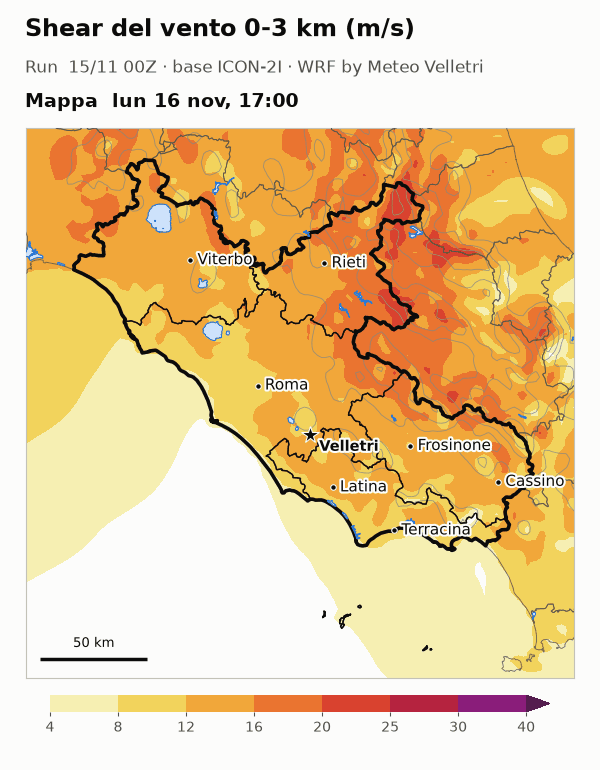 Shear del vento 0-3 km (m/s)
Run  15/11 00Z · base ICON-2I · WRF by Meteo Velletri
Mappa  lun 16 nov, 17:00
Viterbo
Rieti
Roma
Velletri
Frosinone
Cassino
Latina
Terracina
50 km
4 8 12 16 20 25 30 40